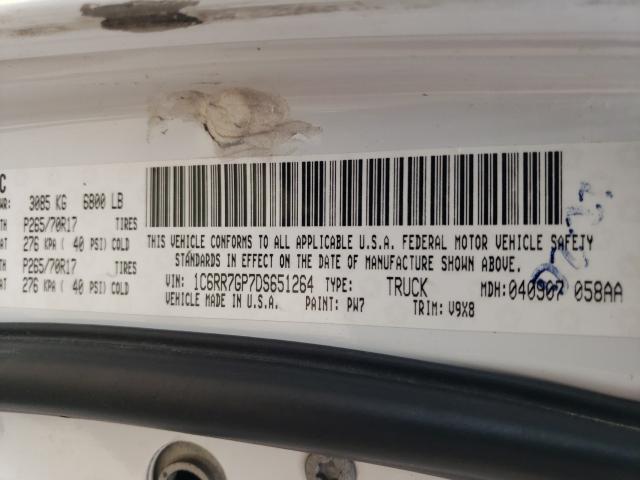 C
WR: 3085 KG 6800 LB
TH P265/70R17 TIRES
AT 276 KPA ( 40 PSI) COLD
TH P265/70R17 TIRES
AT 276 KPA ( 40 PSI) COLD
THIS VEHICLE CONFORMS TO ALL APPLICABLE U.S.A. FEDERAL MOTOR VEHICLE SAFETY
STANDARDS IN EFFECT ON THE DATE OF MANUFACTURE SHOWN ABOVE.
VIN: 1C6RR7GP7DS651264 TYPE: TRUCK MDH: 040907 058AA
VEHICLE MADE IN U.S.A. PAINT: PW7 TRIM: V9X8